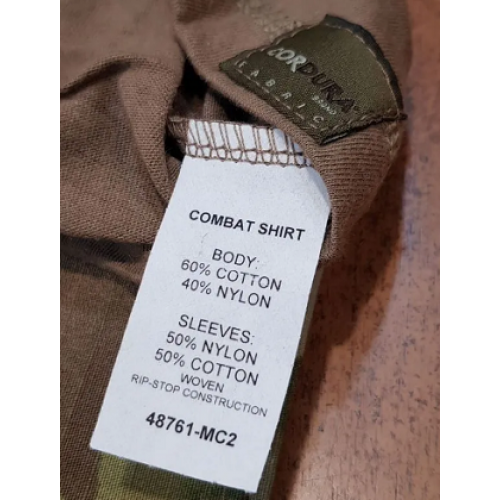 CORDURA
BRAND
FABRIC
COMBAT SHIRT
BODY:
60% COTTON
40% NYLON
SLEEVES:
50% NYLON
50% COTTON
WOVEN
RIP-STOP CONSTRUCTION
48761-MC2